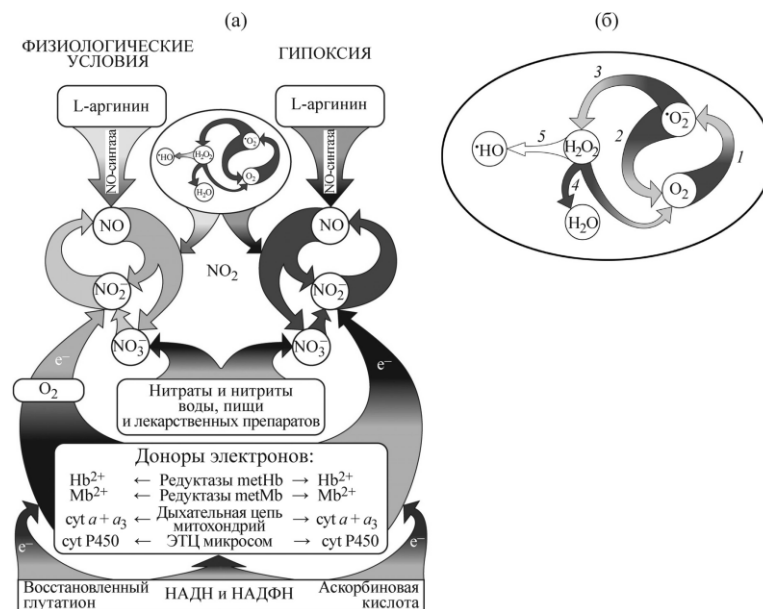 (а)
ФИЗИОЛОГИЧЕСКИЕ
УСЛОВИЯ
ГИПОКСИЯ
L-аргинин
L-аргинин
NO-синтаза
NO-синтаза
•O₂⁻
•HO
H₂O₂
O₂
H₂O
NO
NO
NO₂
NO₂⁻
NO₂⁻
NO₃⁻
NO₃⁻
e⁻
e⁻
O₂
Нитраты и нитриты
воды, пищи
и лекарственных препаратов
Доноры электронов:
Hb²⁺ ← Редуктазы metHb → Hb²⁺
Mb²⁺ ← Редуктазы metMb → Mb²⁺
cyt a + a₃ ← Дыхательная цепь → cyt a + a₃
митохондрий
cyt P450 ← ЭТЦ микросом → cyt P450
e⁻
e⁻
Восстановленный
глутатион
НАДН и НАДФН
Аскорбиновая
кислота
(б)
3
•O₂⁻
5
2
•HO
H₂O₂
1
4
O₂
H₂O